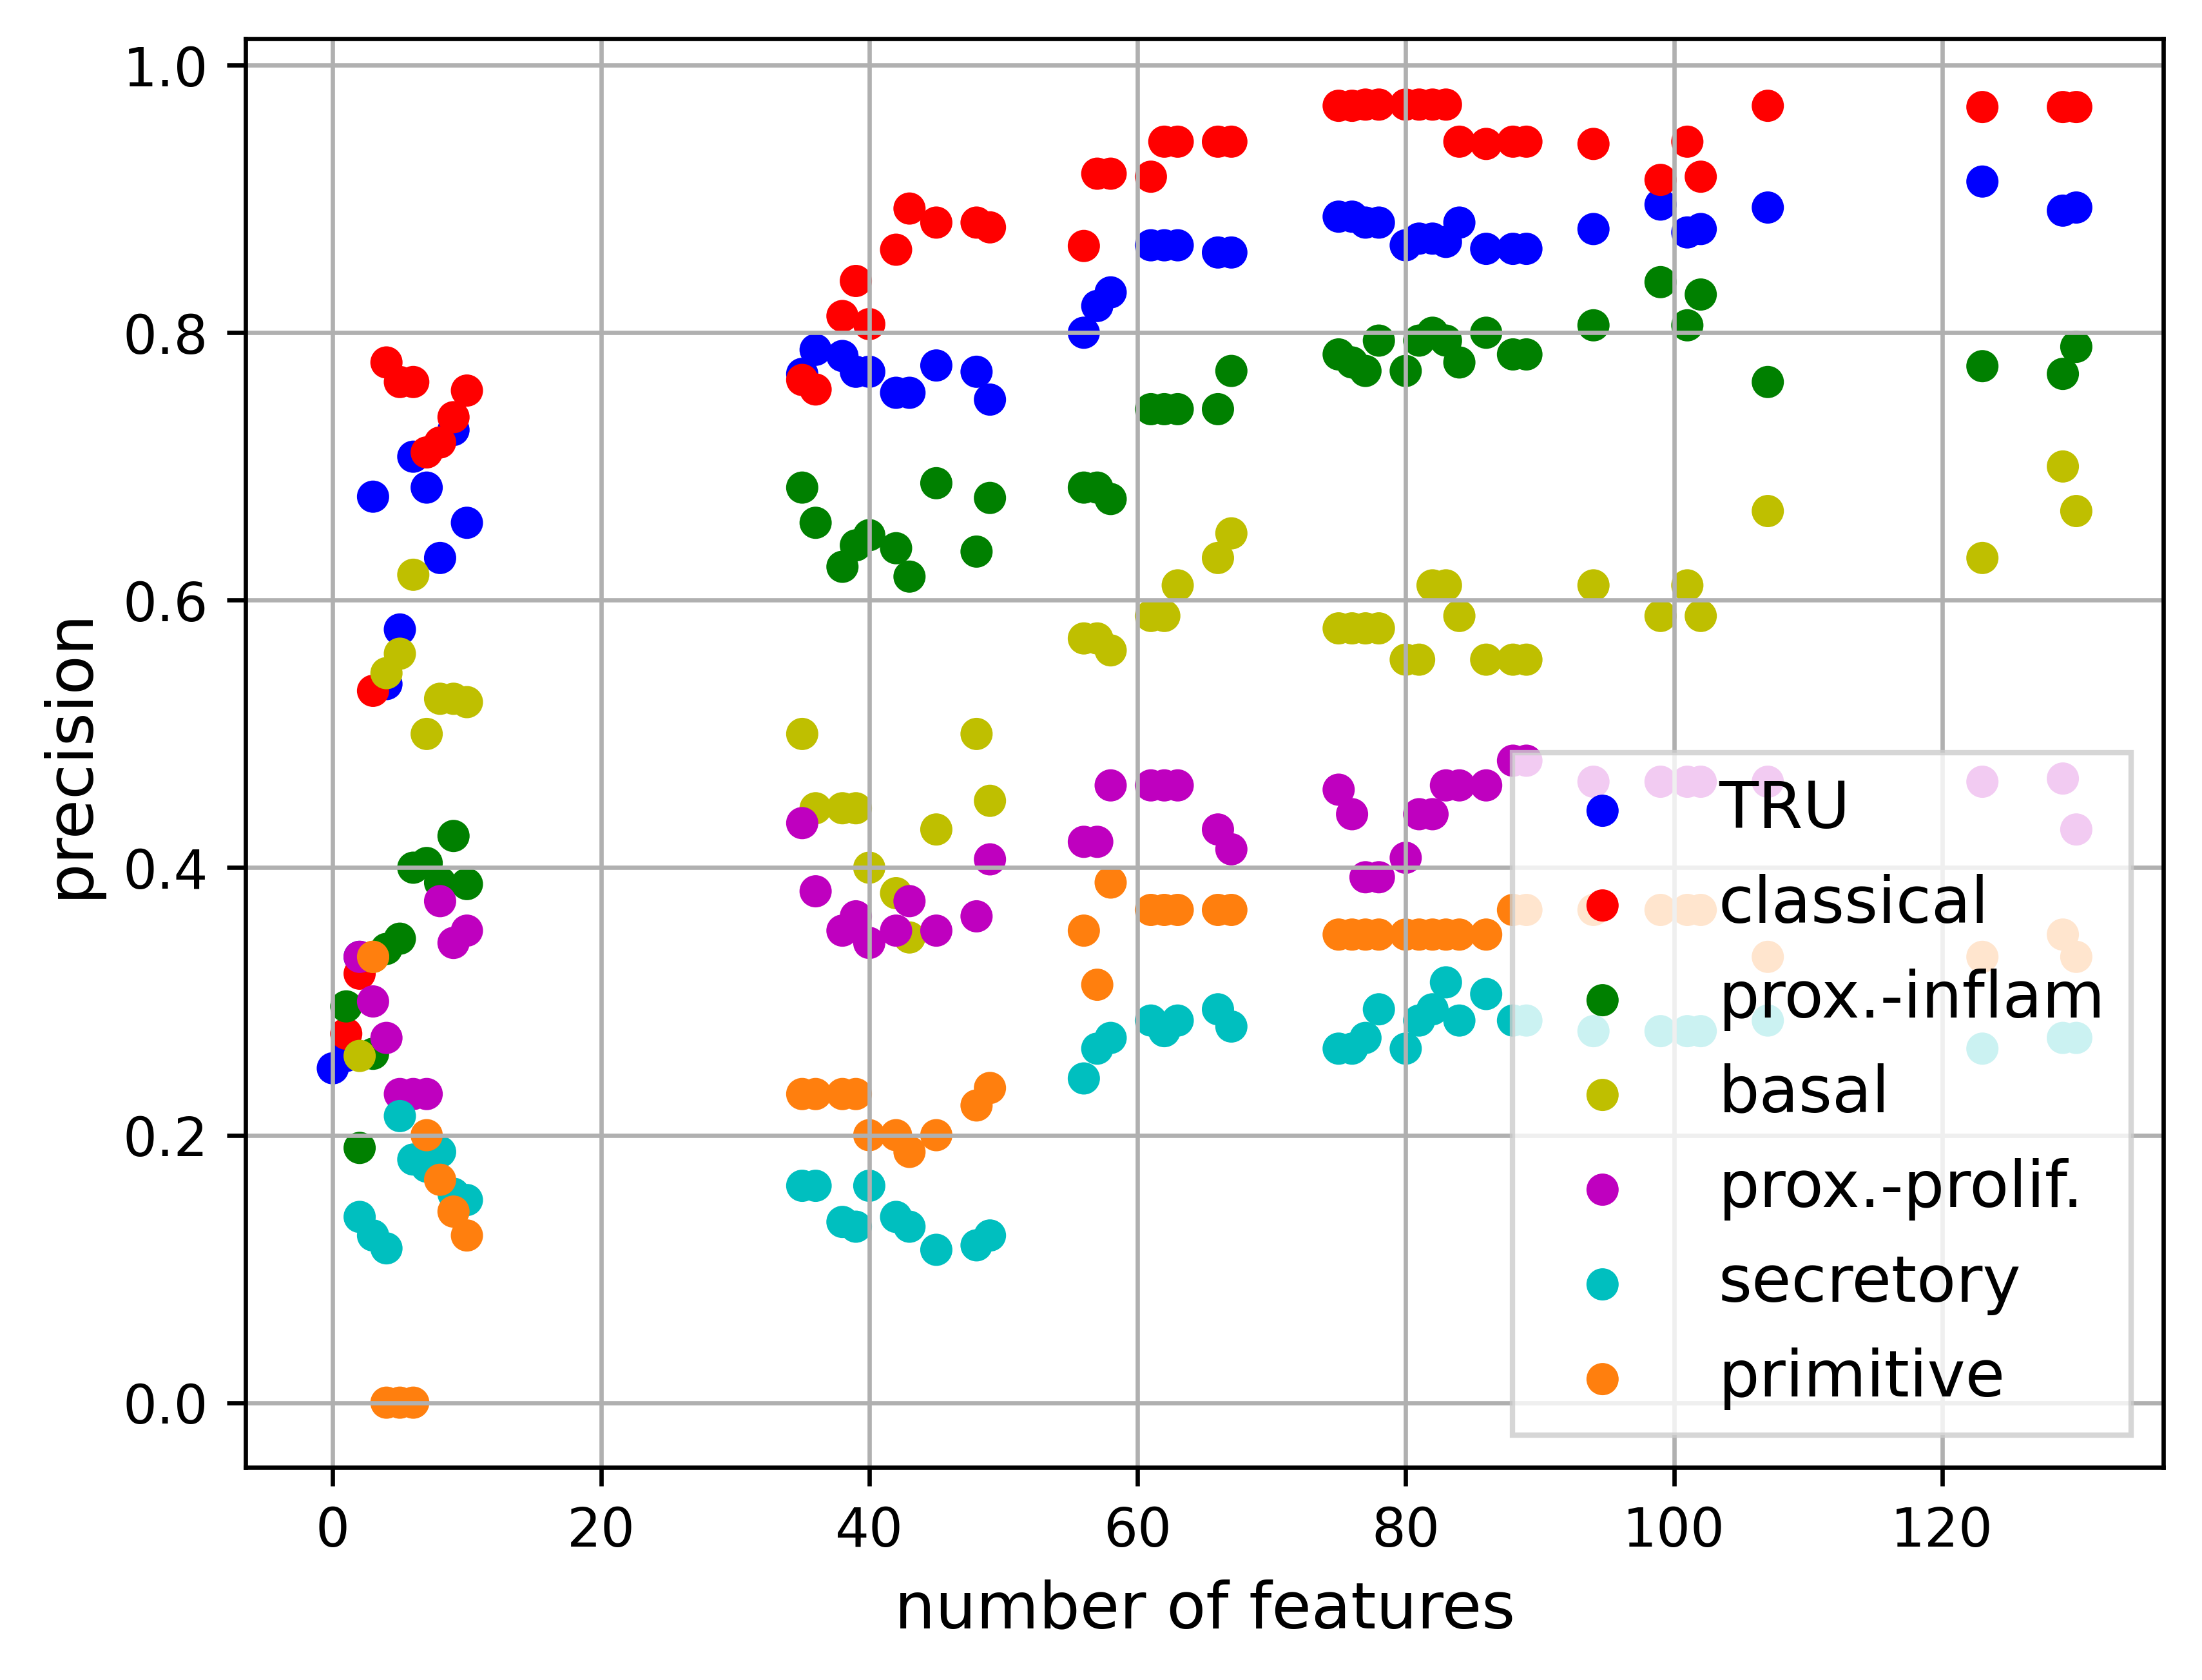 1.0
0.8
0.6
0.4
0.2
0.0
precision
0 20 40 60 80 100 120
number of features
TRU
classical
prox.-inflam
basal
prox.-prolif.
secretory
primitive